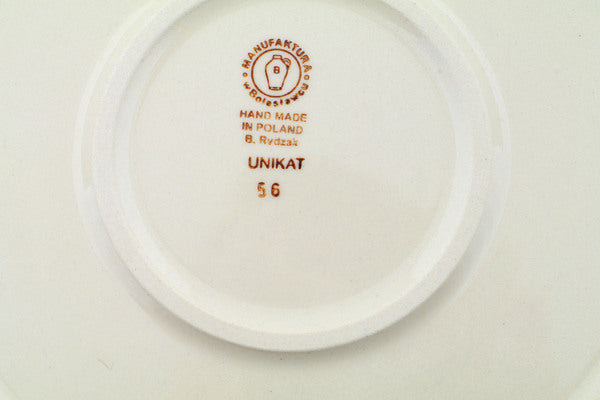 MANUFAKTURA
w Bolesławcu
B
HAND MADE
IN POLAND
B. Rydzak
UNIKAT
56